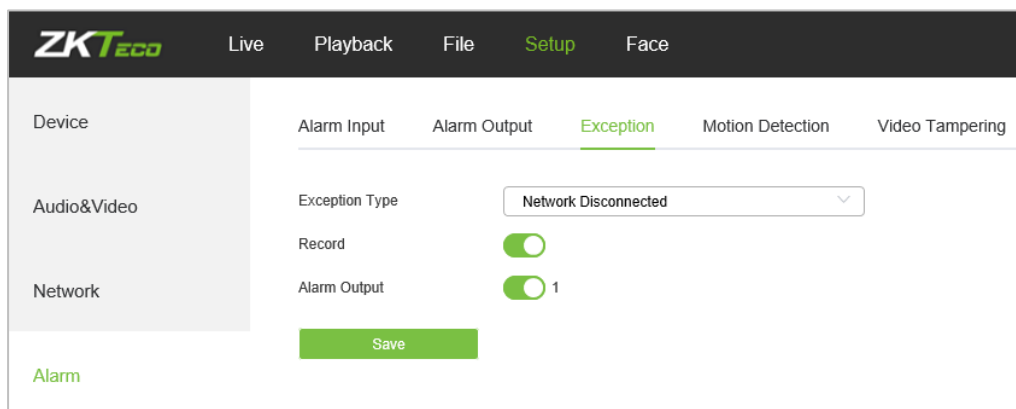 ZKTECO Live Playback File Setup Face
Device
Alarm Input Alarm Output Exception Motion Detection Video Tampering
Audio&Video
Exception Type Network Disconnected
Record
Network
Alarm Output 1
Save
Alarm